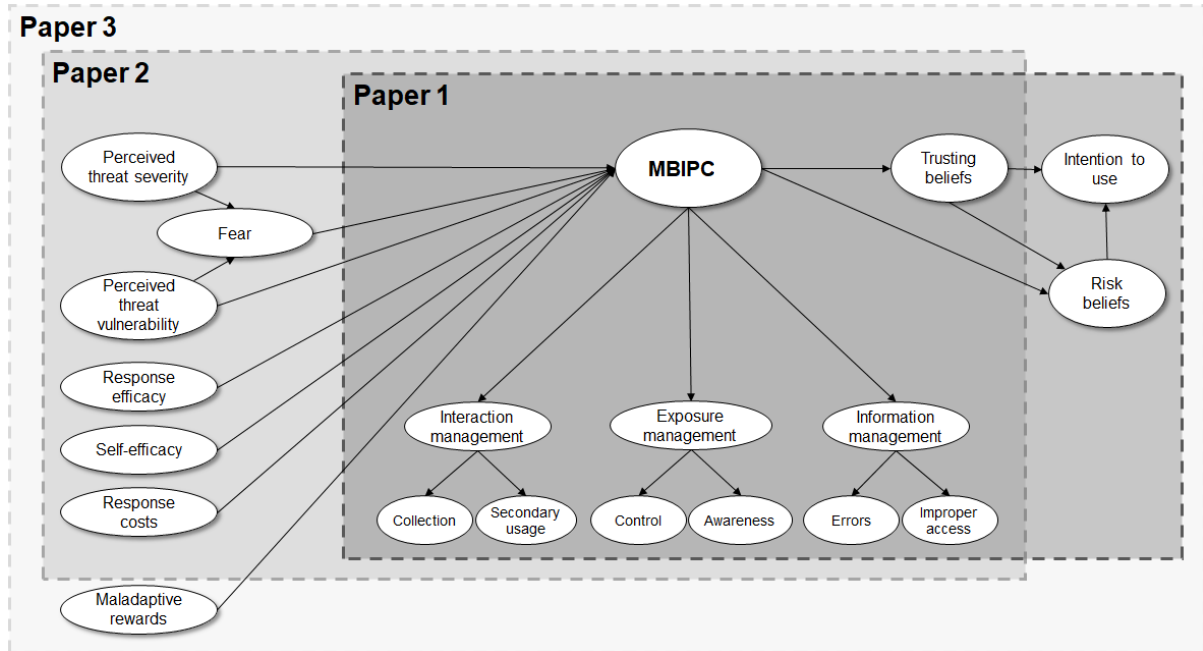 Paper 3
Paper 2
Paper 1
Perceived
threat severity
MBIPC
Trusting
beliefs
Intention to
use
Fear
Perceived
threat
vulnerability
Risk
beliefs
Response
efficacy
Interaction
management
Exposure
management
Information
management
Self-efficacy
Response
costs
Collection
Secondary
usage
Control
Awareness
Errors
Improper
access
Maladaptive
rewards